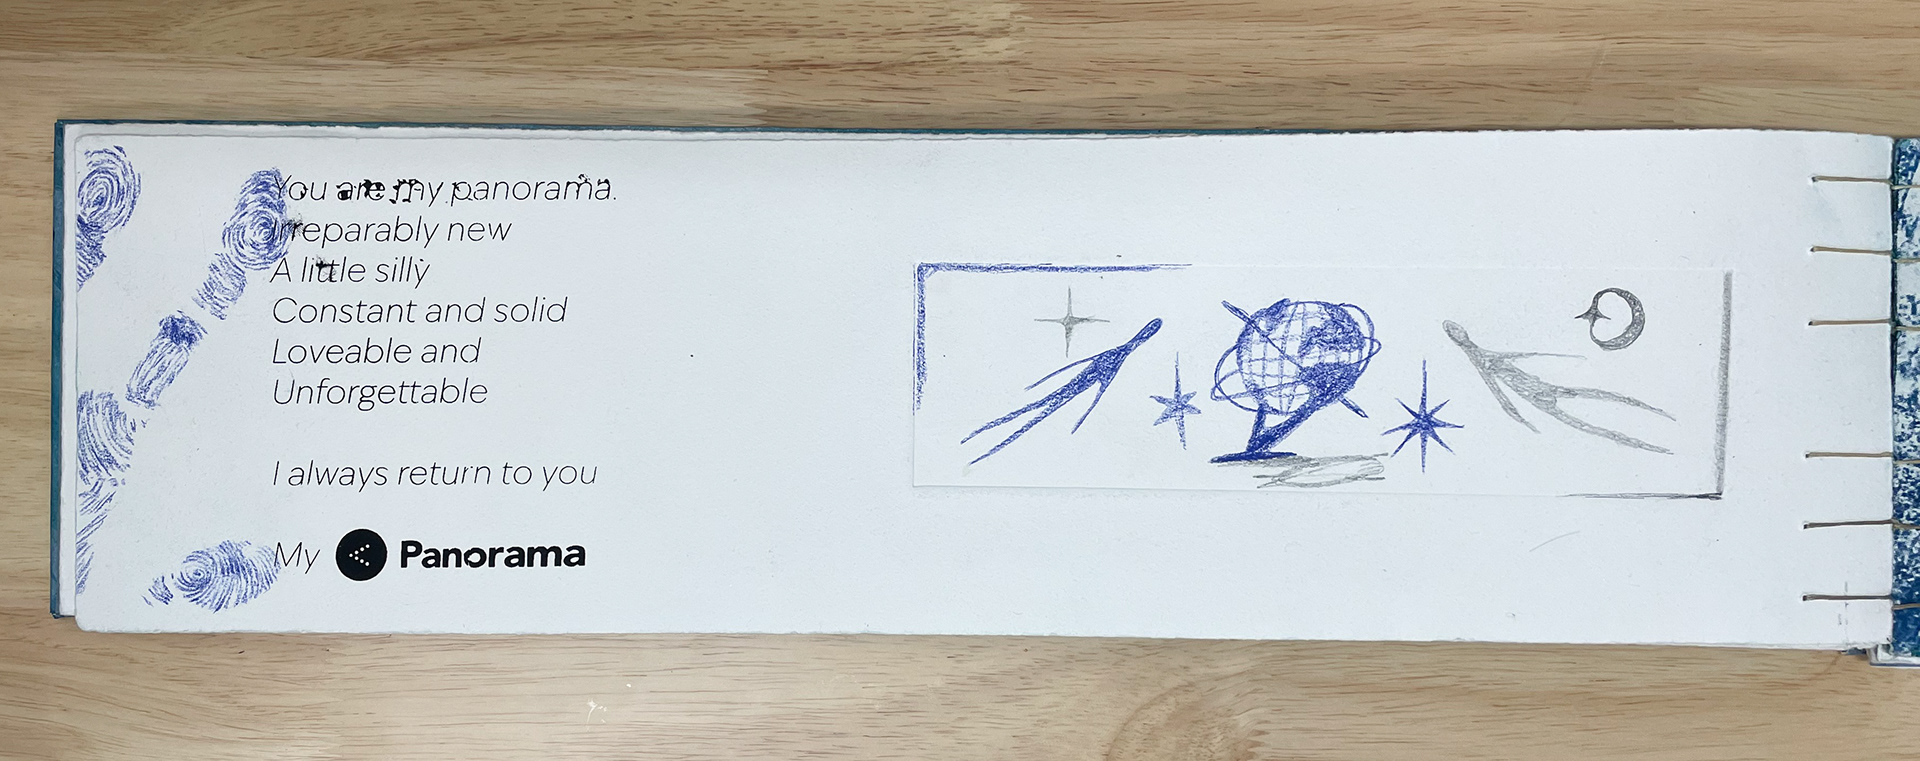 You are my panorama.
Irreparably new
A little silly
Constant and solid
Loveable and
Unforgettable
I always return to you
My Panorama